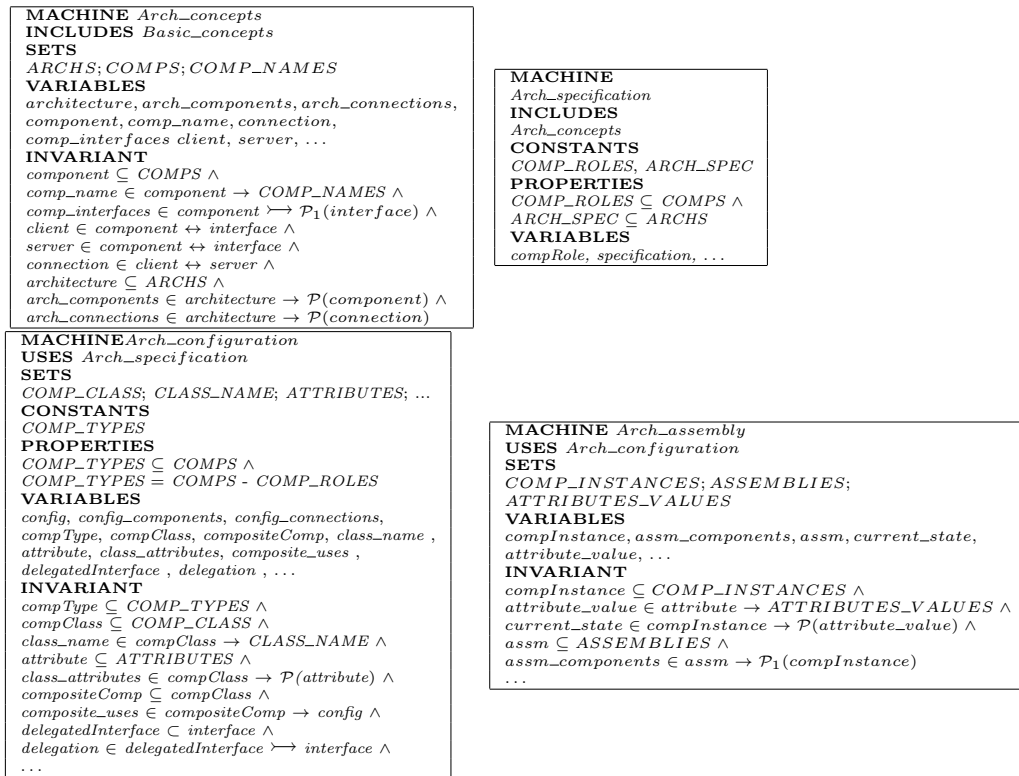 MACHINE Arch_concepts
INCLUDES Basic_concepts
SETS
ARCHS; COMPS; COMP_NAMES
VARIABLES
architecture, arch_components, arch_connections,
component, comp_name, connection,
comp_interfaces client, server, ...
INVARIANT
component ⊆ COMPS ∧
comp_name ∈ component → COMP_NAMES ∧
comp_interfaces ∈ component ⤖ P₁(interface) ∧
client ∈ component ↔ interface ∧
server ∈ component ↔ interface ∧
connection ∈ client ↔ server ∧
architecture ⊆ ARCHS ∧
arch_components ∈ architecture → P(component) ∧
arch_connections ∈ architecture → P(connection)
MACHINE
Arch_specification
INCLUDES
Arch_concepts
CONSTANTS
COMP_ROLES, ARCH_SPEC
PROPERTIES
COMP_ROLES ⊆ COMPS ∧
ARCH_SPEC ⊆ ARCHS
VARIABLES
compRole, specification, ...
MACHINEArch_configuration
USES Arch_specification
SETS
COMP_CLASS; CLASS_NAME; ATTRIBUTES; ...
CONSTANTS
COMP_TYPES
PROPERTIES
COMP_TYPES ⊆ COMPS ∧
COMP_TYPES = COMPS - COMP_ROLES
VARIABLES
config, config_components, config_connections,
compType, compClass, compositeComp, class_name ,
attribute, class_attributes, composite_uses ,
delegatedInterface , delegation , ...
INVARIANT
compType ⊆ COMP_TYPES ∧
compClass ⊆ COMP_CLASS ∧
class_name ∈ compClass → CLASS_NAME ∧
attribute ⊆ ATTRIBUTES ∧
class_attributes ∈ compClass → P(attribute) ∧
compositeComp ⊆ compClass ∧
composite_uses ∈ compositeComp → config ∧
delegatedInterface ⊂ interface ∧
delegation ∈ delegatedInterface ⤖ interface ∧
...
MACHINE Arch_assembly
USES Arch_configuration
SETS
COMP_INSTANCES; ASSEMBLIES;
ATTRIBUTES_VALUES
VARIABLES
compInstance, assm_components, assm, current_state,
attribute_value, ...
INVARIANT
compInstance ⊆ COMP_INSTANCES ∧
attribute_value ∈ attribute → ATTRIBUTES_VALUES ∧
current_state ∈ compInstance → P(attribute_value) ∧
assm ⊆ ASSEMBLIES ∧
assm_components ∈ assm → P₁(compInstance)
...